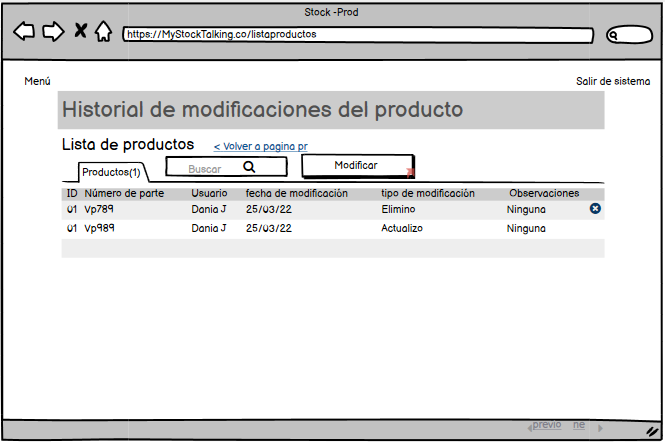 Stock -Prod
https://MyStockTalking.co/listaproductos
Menú
Salir de sistema
Historial de modificaciones del producto
Lista de productos < Volver a pagina pr
Productos(1) Buscar Modificar
ID Número de parte Usuario fecha de modificación tipo de modificación Observaciones
01 Vp789 Dania J 25/03/22 Elimino Ninguna
01 Vp989 Dania J 25/03/22 Actualizo Ninguna
previo ne